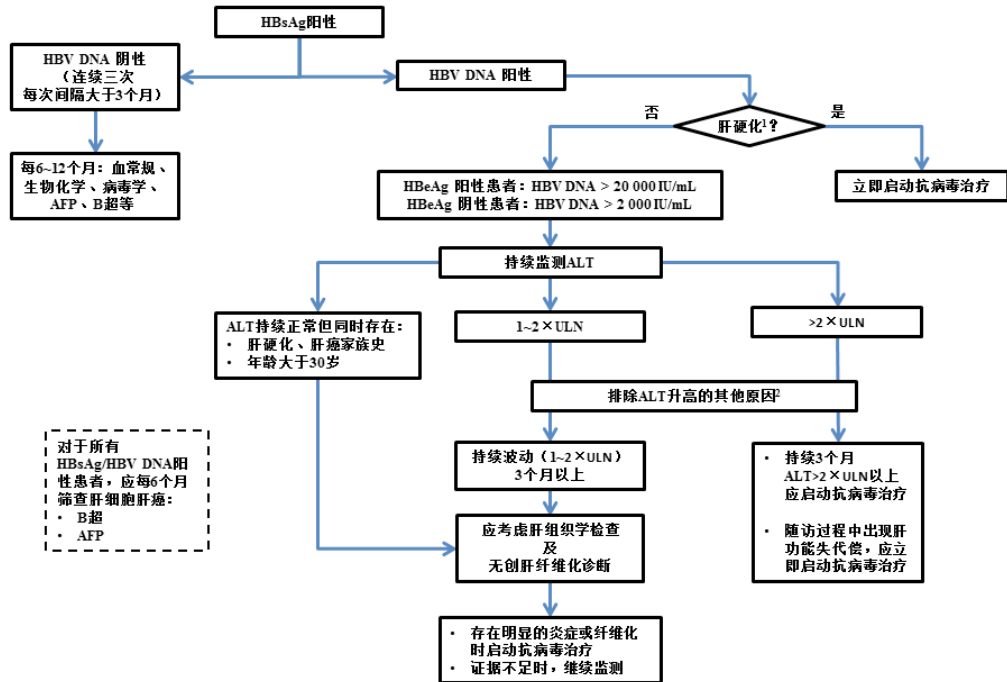 HBsAg阳性
HBV DNA 阴性
（连续三次
每次间隔大于3个月）
HBV DNA 阳性
否
肝硬化¹？
是
每6~12个月：血常规、
生物化学、病毒学、
AFP、B超等
HBeAg 阳性患者：HBV DNA > 20 000 IU/mL
HBeAg 阴性患者：HBV DNA > 2 000 IU/mL
立即启动抗病毒治疗
持续监测ALT
ALT持续正常但同时存在：
• 肝硬化、肝癌家族史
• 年龄大于30岁
1~2×ULN
>2×ULN
排除ALT升高的其他原因²
对于所有
HBsAg/HBV DNA阳
性患者，应每6个月
筛查肝细胞肝癌：
• B超
• AFP
持续波动（1~2×ULN）
3个月以上
• 持续3个月
ALT>2×ULN以上
应启动抗病毒治疗
• 随访过程中出现肝
功能失代偿，应立
即启动抗病毒治疗
应考虑肝组织学检查
及
无创肝纤维化诊断
• 存在明显的炎症或纤维化
时启动抗病毒治疗
• 证据不足时，继续监测